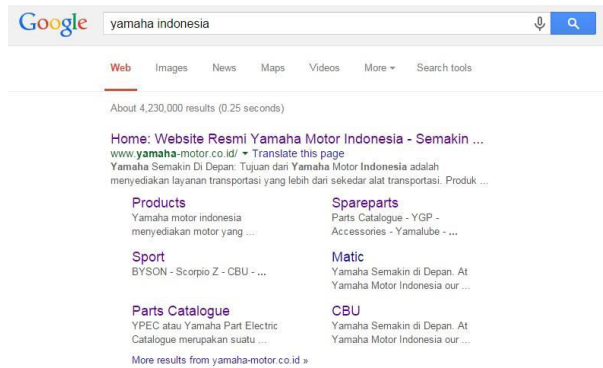 Google yamaha indonesia
Web Images News Maps Videos More Search tools
About 4,230,000 results (0.25 seconds)
Home: Website Resmi Yamaha Motor Indonesia - Semakin ...
www.yamaha-motor.co.id/ Translate this page
Yamaha Semakin Di Depan: Tujuan dari Yamaha Motor Indonesia adalah
menyediakan layanan transportasi yang lebih dari sekedar alat transportasi. Produk ...
Products
Yamaha motor indonesia
menyediakan motor yang ...
Spareparts
Parts Catalogue - YGP -
Accessories - Yamalube - ...
Sport
BYSON - Scorpio Z - CBU - ...
Matic
Yamaha Semakin di Depan. At
Yamaha Motor Indonesia our ...
Parts Catalogue
YPEC atau Yamaha Part Electric
Catalogue merupakan suatu ...
CBU
Yamaha Semakin di Depan. At
Yamaha Motor Indonesia our ...
More results from yamaha-motor.co.id »